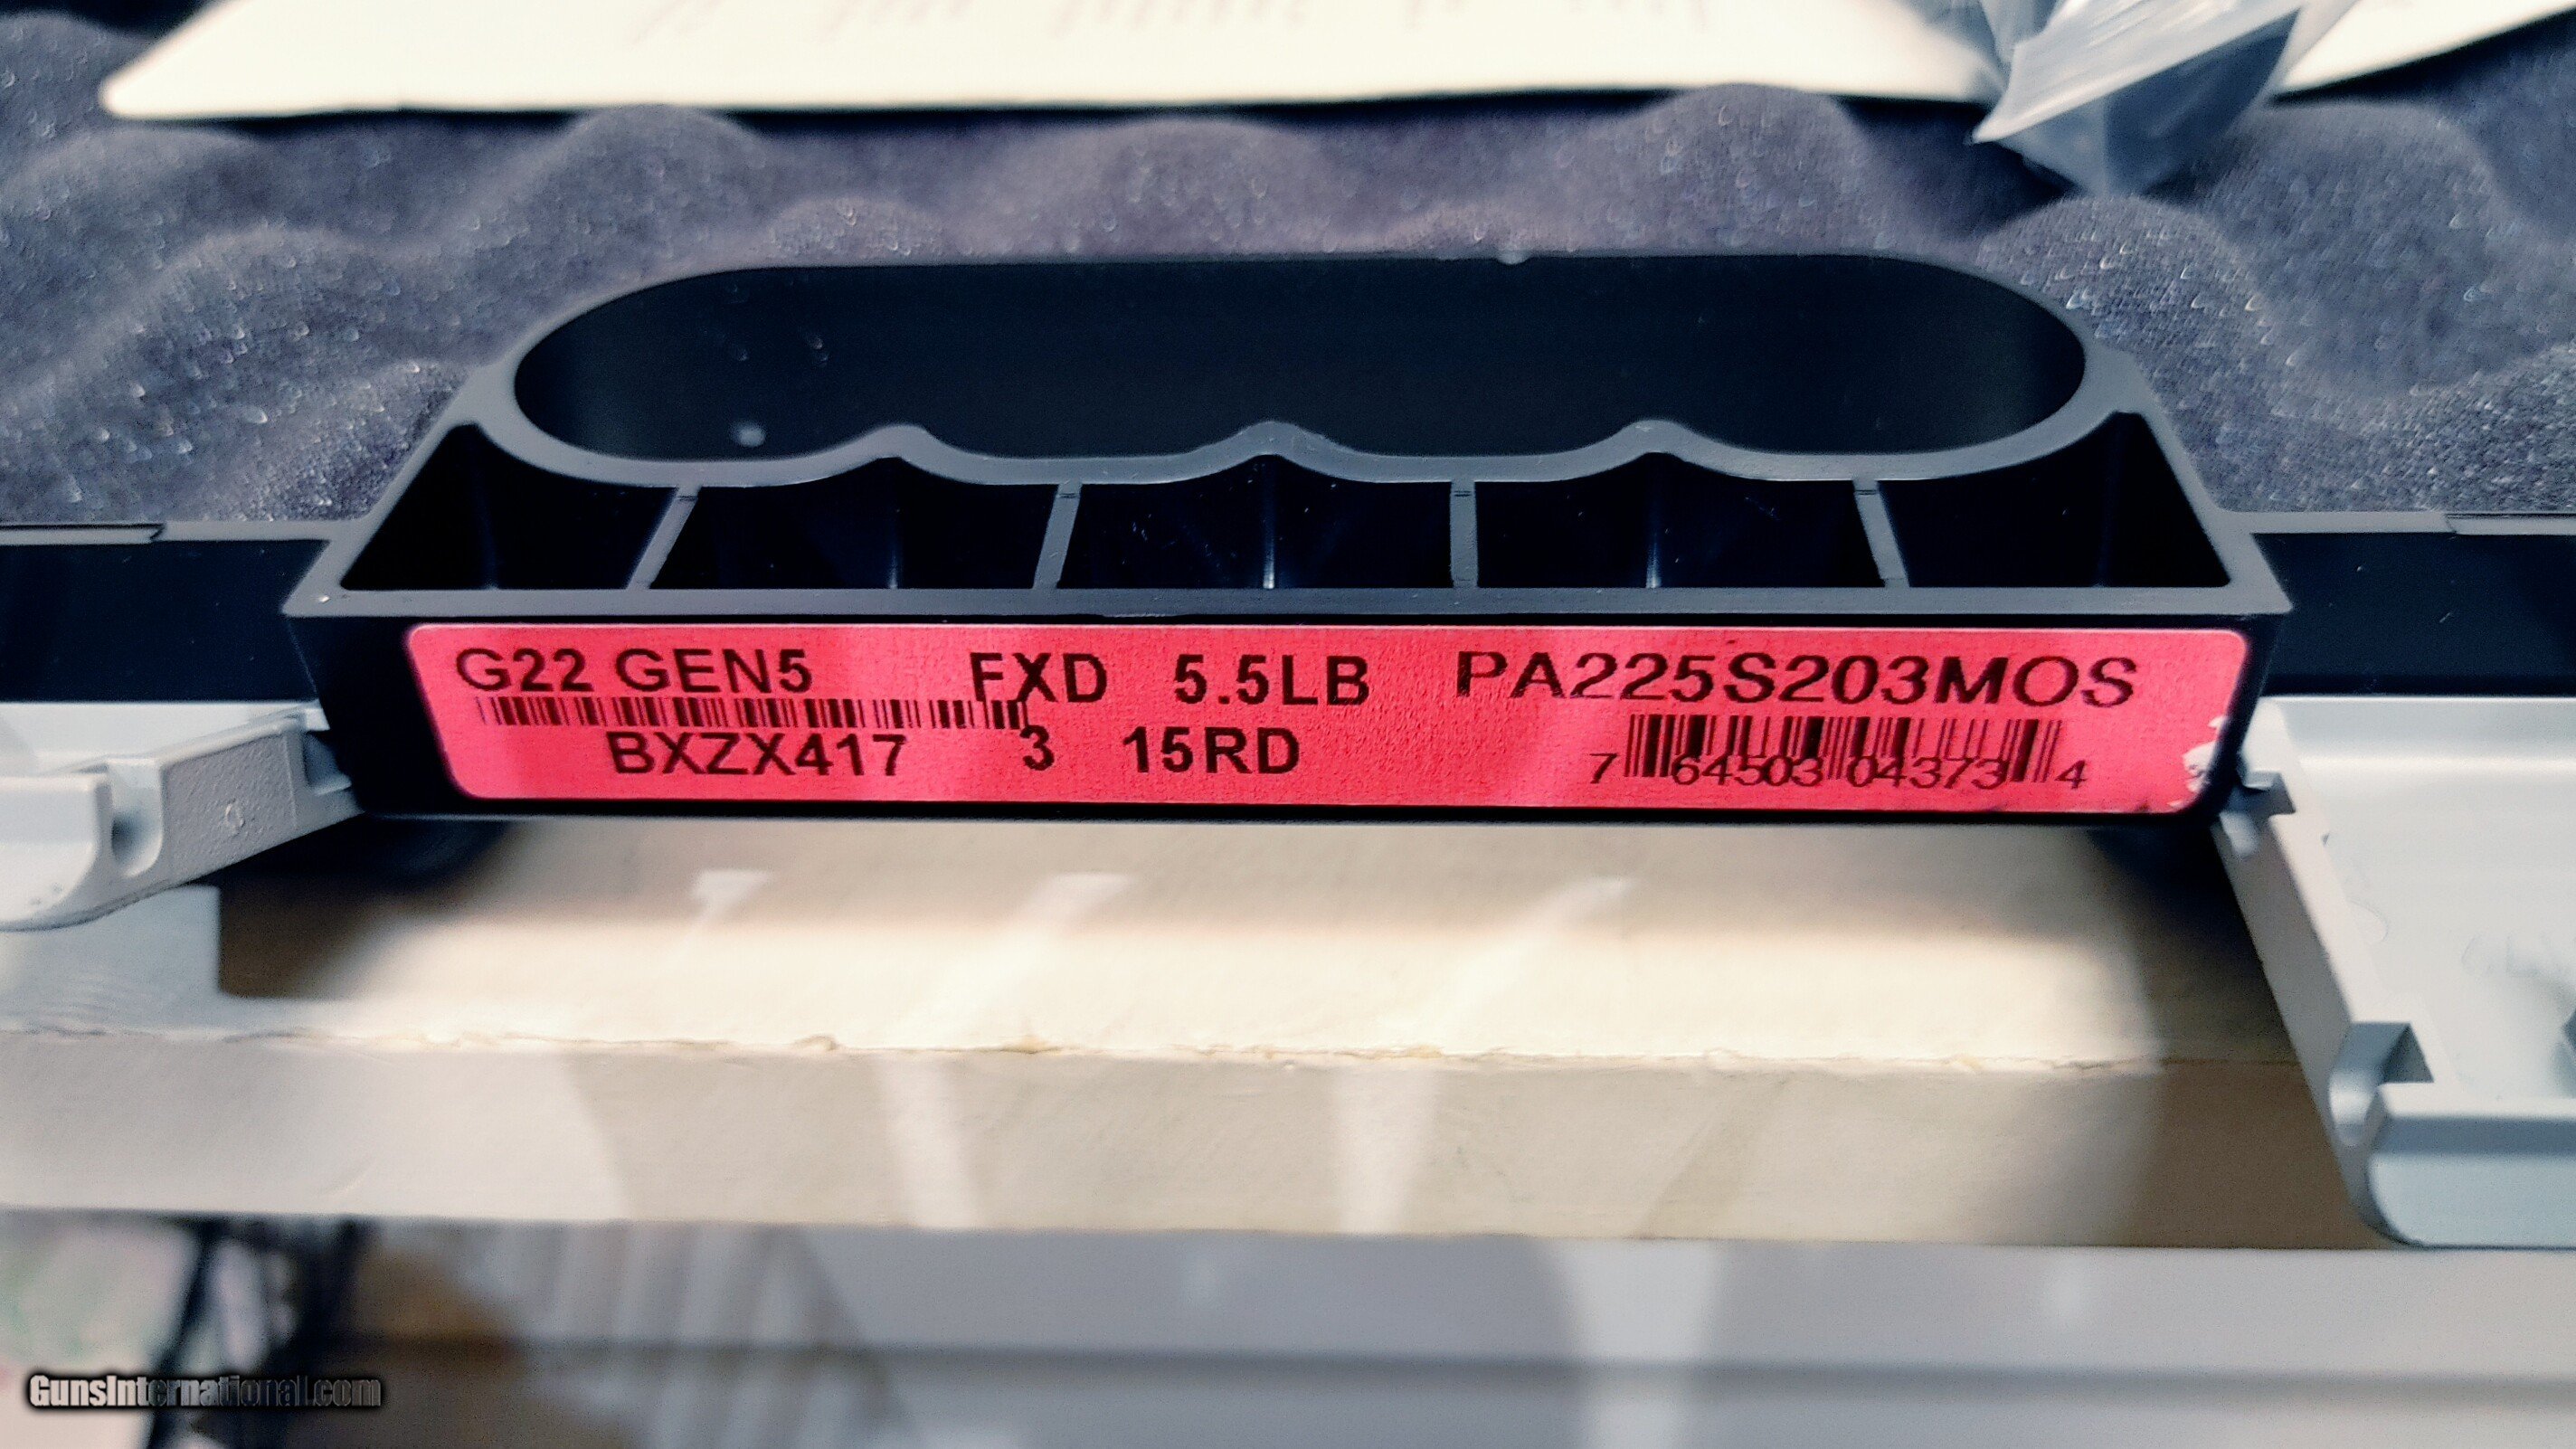 G22 GEN5 FXD 5.5LB PA225S203MOS
BXZX417 3 15RD 7 64503 04373 4
GunsInternational.com